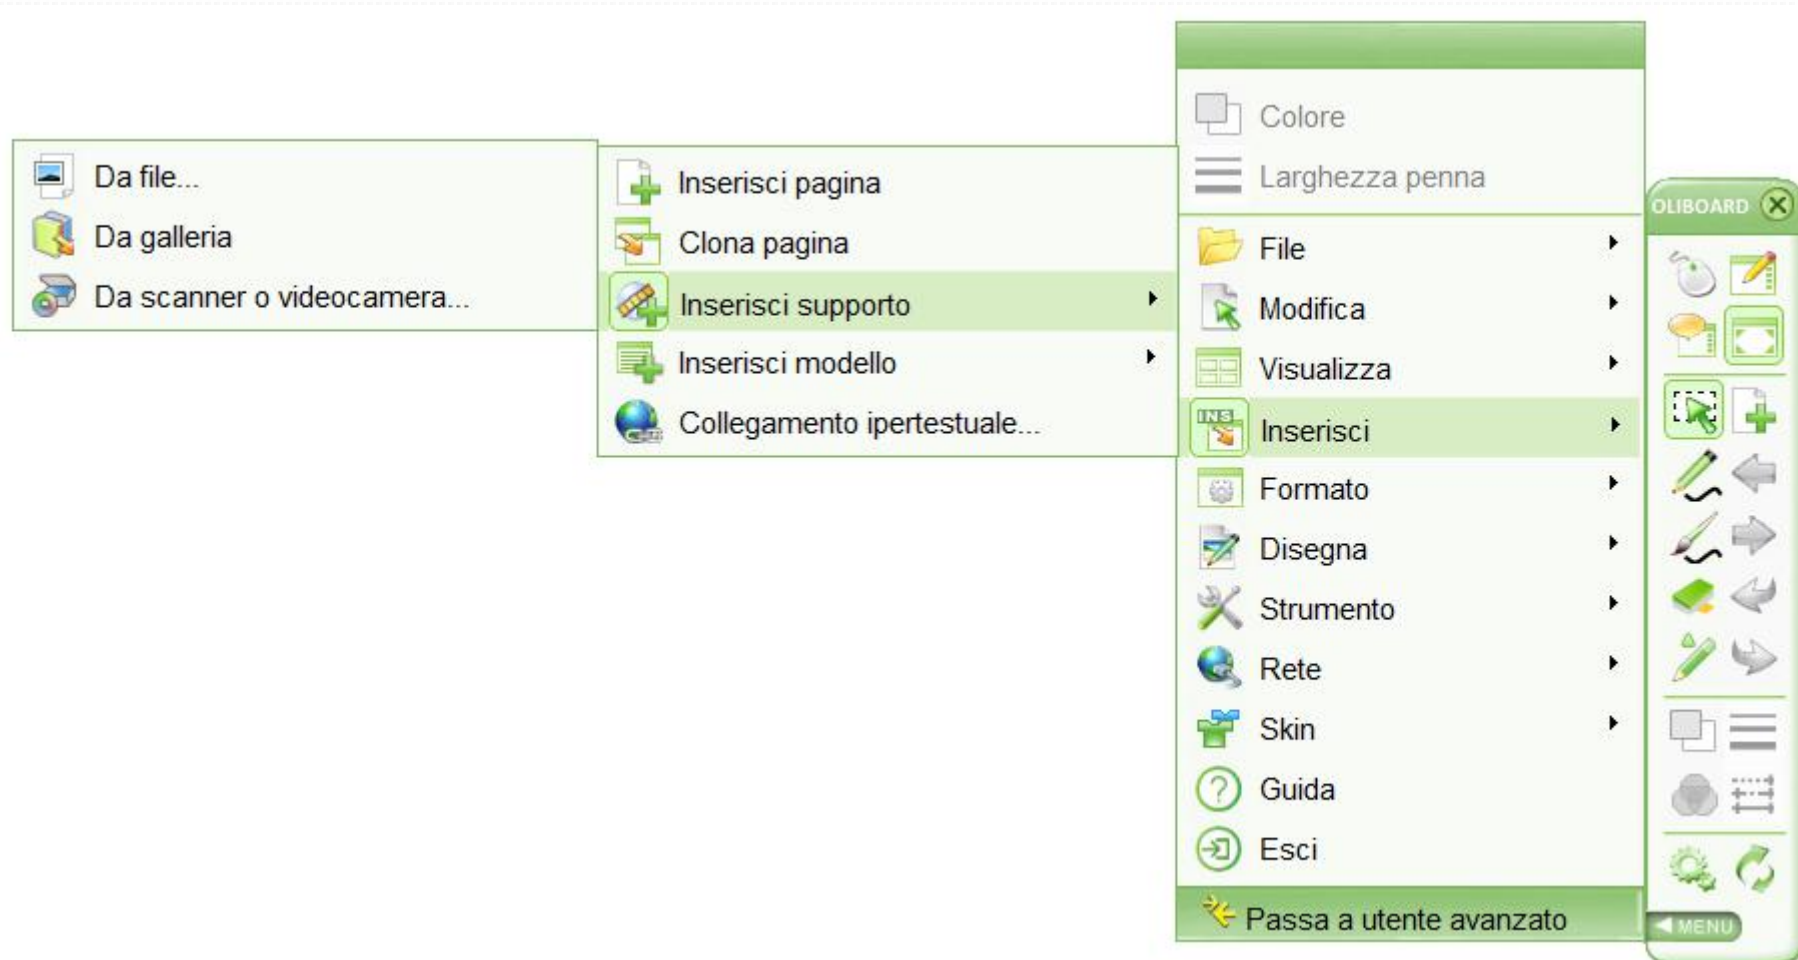 Colore
Larghezza penna
File
Modifica
Visualizza
INS
Inserisci
Formato
Disegna
Strumento
Rete
Skin
Guida
Esci
Passa a utente avanzato
Inserisci pagina
Clona pagina
Inserisci supporto
Inserisci modello
Collegamento ipertestuale...
Da file...
Da galleria
Da scanner o videocamera...
OLIBOARD
MENU